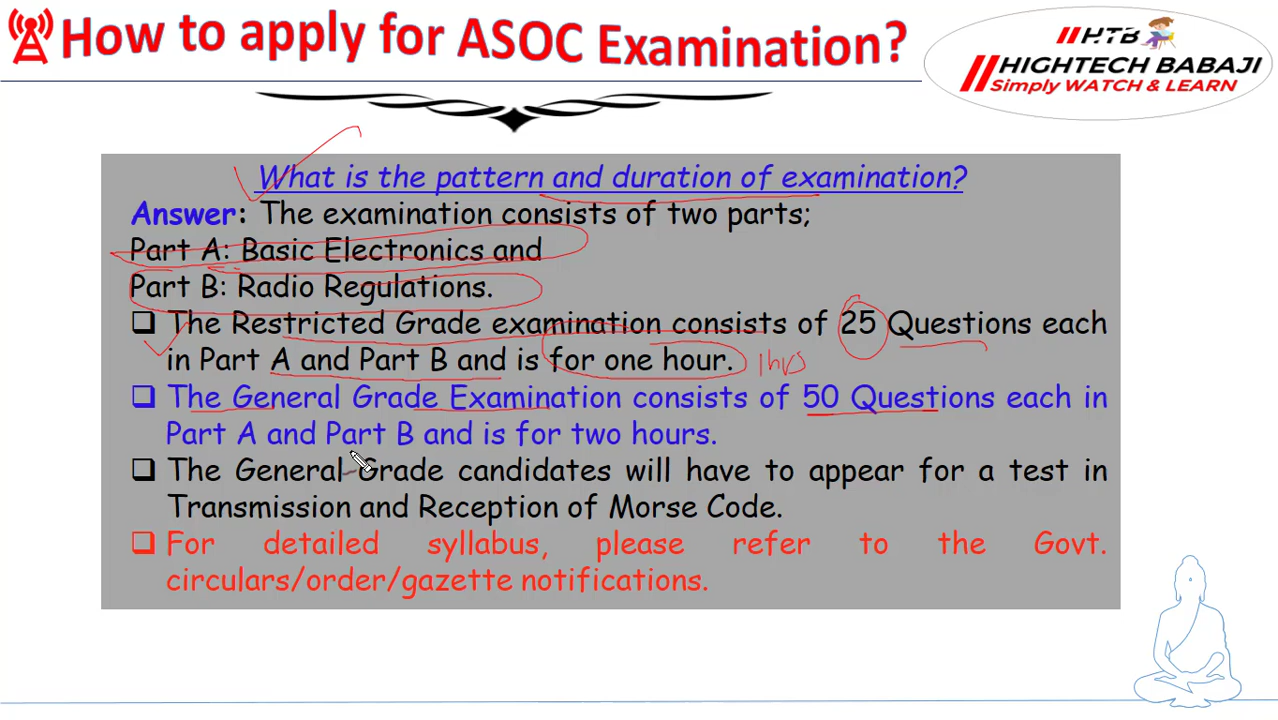 How to apply for ASOC Examination?
HTB
HIGHTECH BABAJI
Simply WATCH & LEARN
What is the pattern and duration of examination?
Answer: The examination consists of two parts;
Part A: Basic Electronics and
Part B: Radio Regulations.
The Restricted Grade examination consists of 25 Questions each
in Part A and Part B and is for one hour. 1hrs
The General Grade Examination consists of 50 Questions each in
Part A and Part B and is for two hours.
The General Grade candidates will have to appear for a test in
Transmission and Reception of Morse Code.
For detailed syllabus, please refer to the Govt.
circulars/order/gazette notifications.